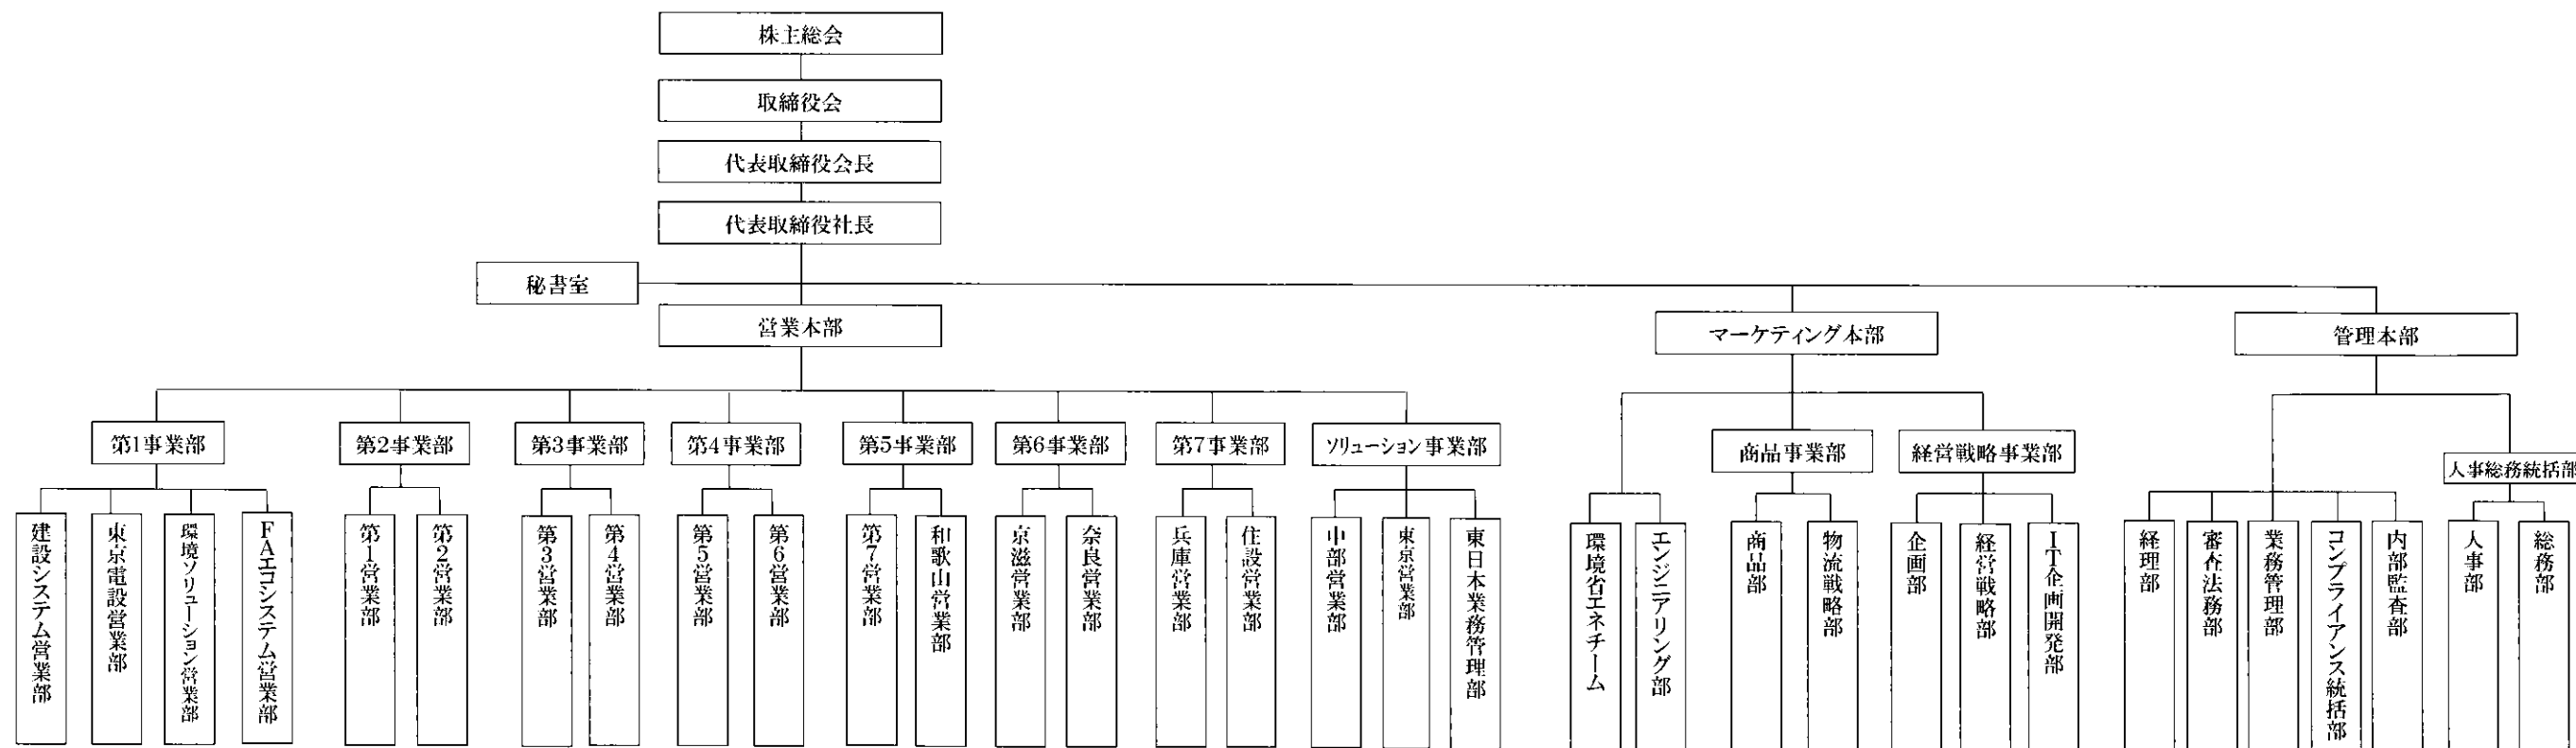 株主総会
取締役会
代表取締役会長
代表取締役社長
秘書室
営業本部
マーケティング本部
管理本部
第1事業部
第2事業部
第3事業部
第4事業部
第5事業部
第6事業部
第7事業部
ソリューション事業部
商品事業部
経営戦略事業部
人事総務統括部
建設システム営業部
東京電設営業部
環境ソリューション営業部
FAエコシステム営業部
第1営業部
第2営業部
第3営業部
第4営業部
第5営業部
第6営業部
第7営業部
和歌山営業部
京滋営業部
奈良営業部
兵庫営業部
住設営業部
中部営業部
東京営業部
東日本業務管理部
環境省エネチーム
エンジニアリング部
商品部
物流戦略部
企画部
経営戦略部
IT企画開発部
経理部
審査法務部
業務管理部
コンプライアンス統括部
内部監査部
人事部
総務部